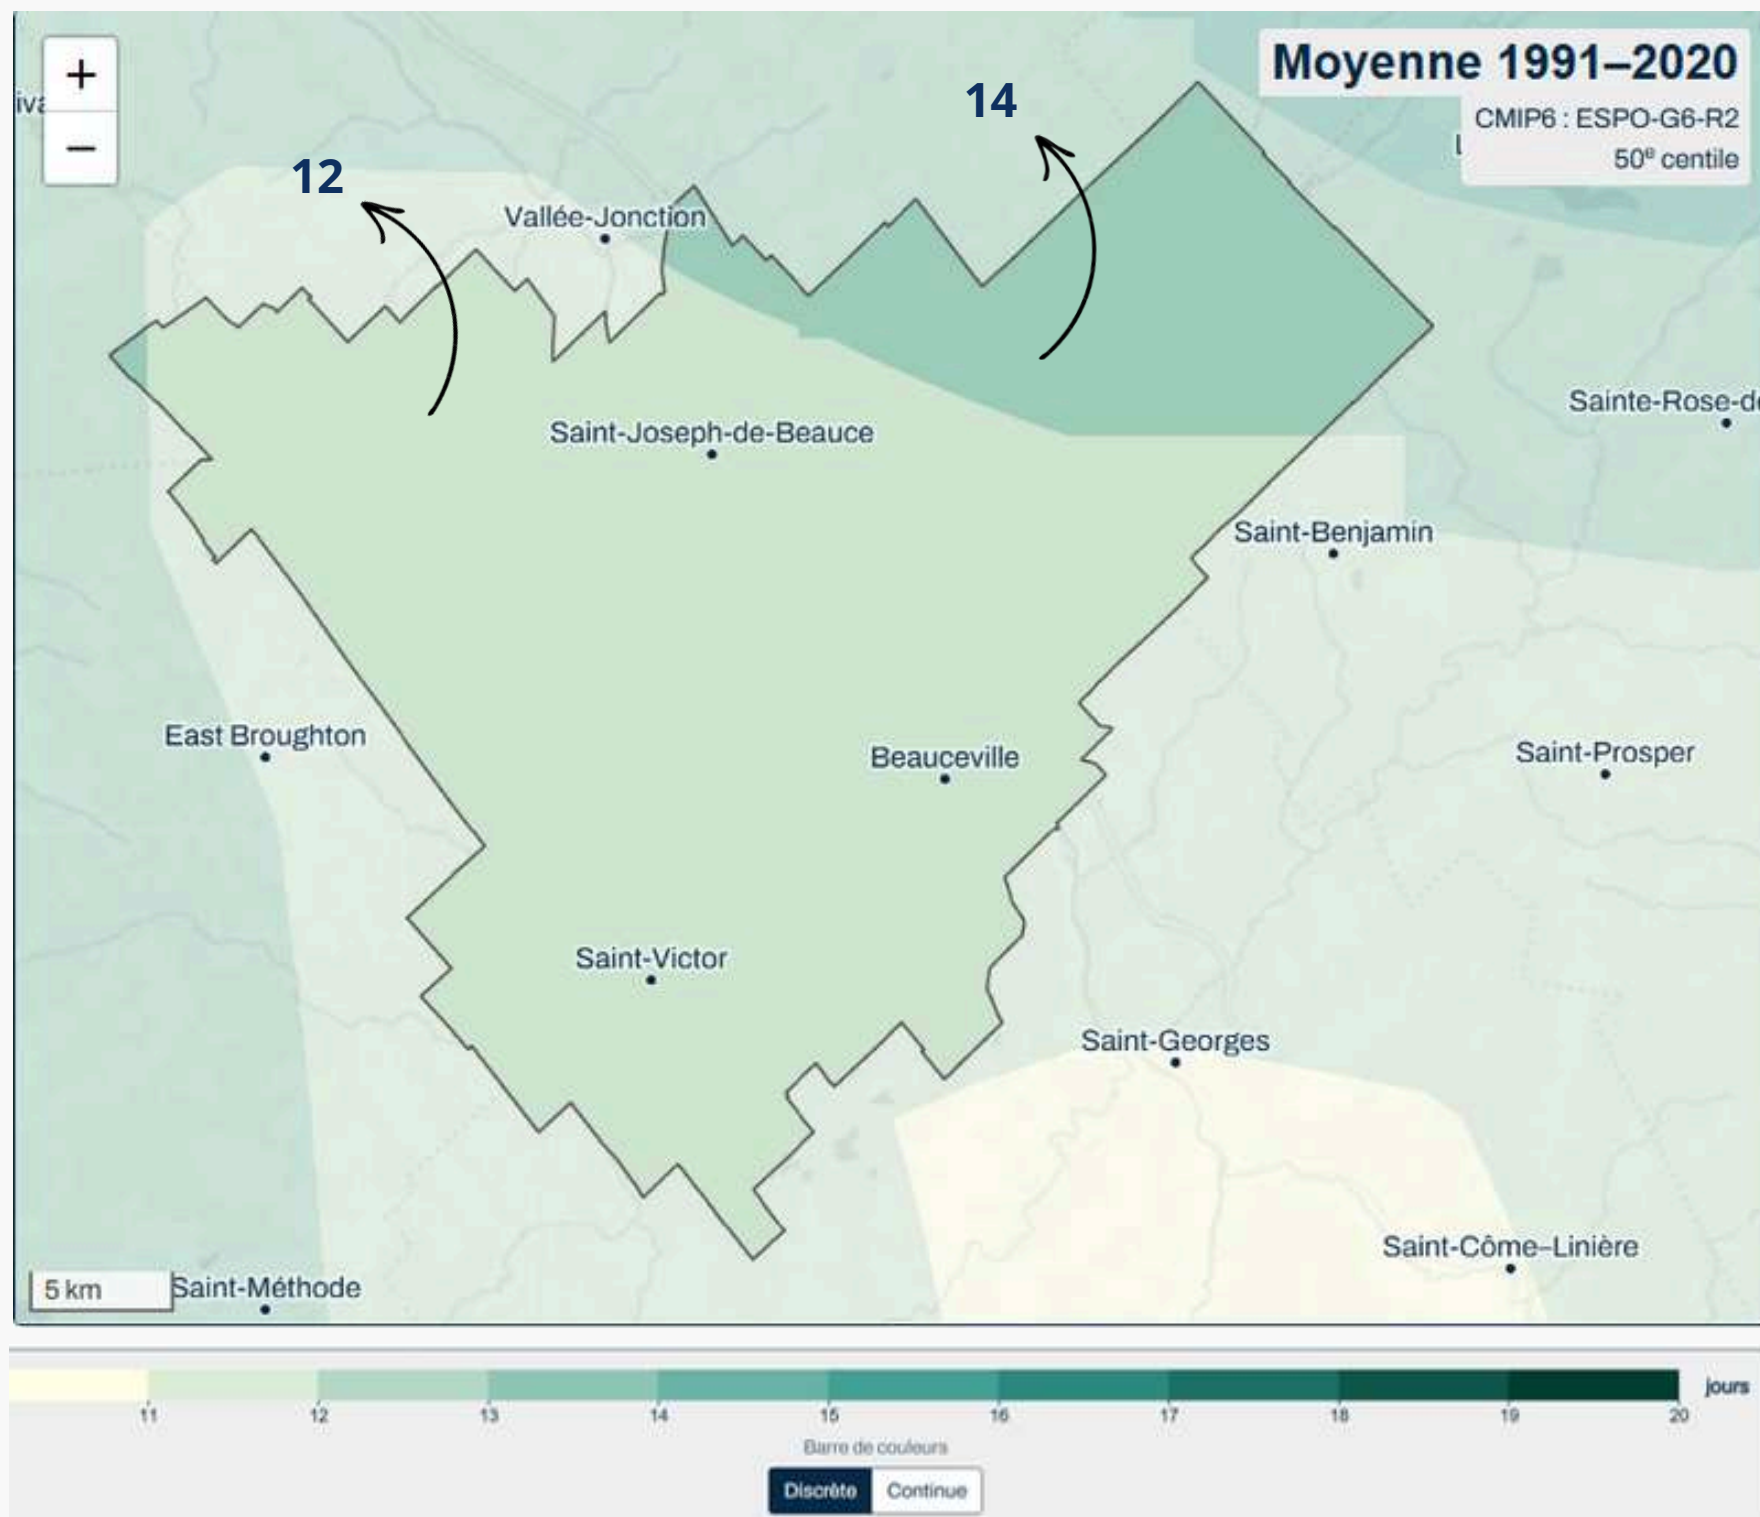 +
Moyenne 1991–2020
14
iva
CMIP6 : ESPO-G6-R2
−
50e centile
12
Vallée-Jonction
Sainte-Rose-de
Saint-Joseph-de-Beauce
Saint-Benjamin
East Broughton
Beauceville
Saint-Prosper
Saint-Victor
Saint-Georges
Saint-Côme–Linière
5 km
Saint-Méthode
jours
11 12 13 14 15 16 17 18 19 20
Barre de couleurs
Discrète Continue